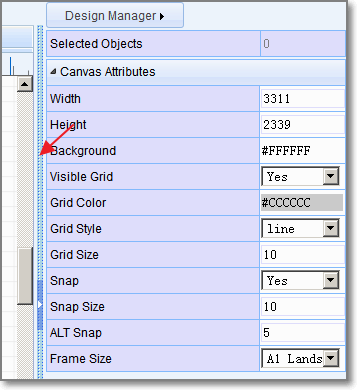 Design Manager
Selected Objects 0
Canvas Attributes
Width 3311
Height 2339
Background #FFFFFF
Visible Grid Yes
Grid Color #CCCCCC
Grid Style line
Grid Size 10
Snap Yes
Snap Size 10
ALT Snap 5
Frame Size A1 Lands